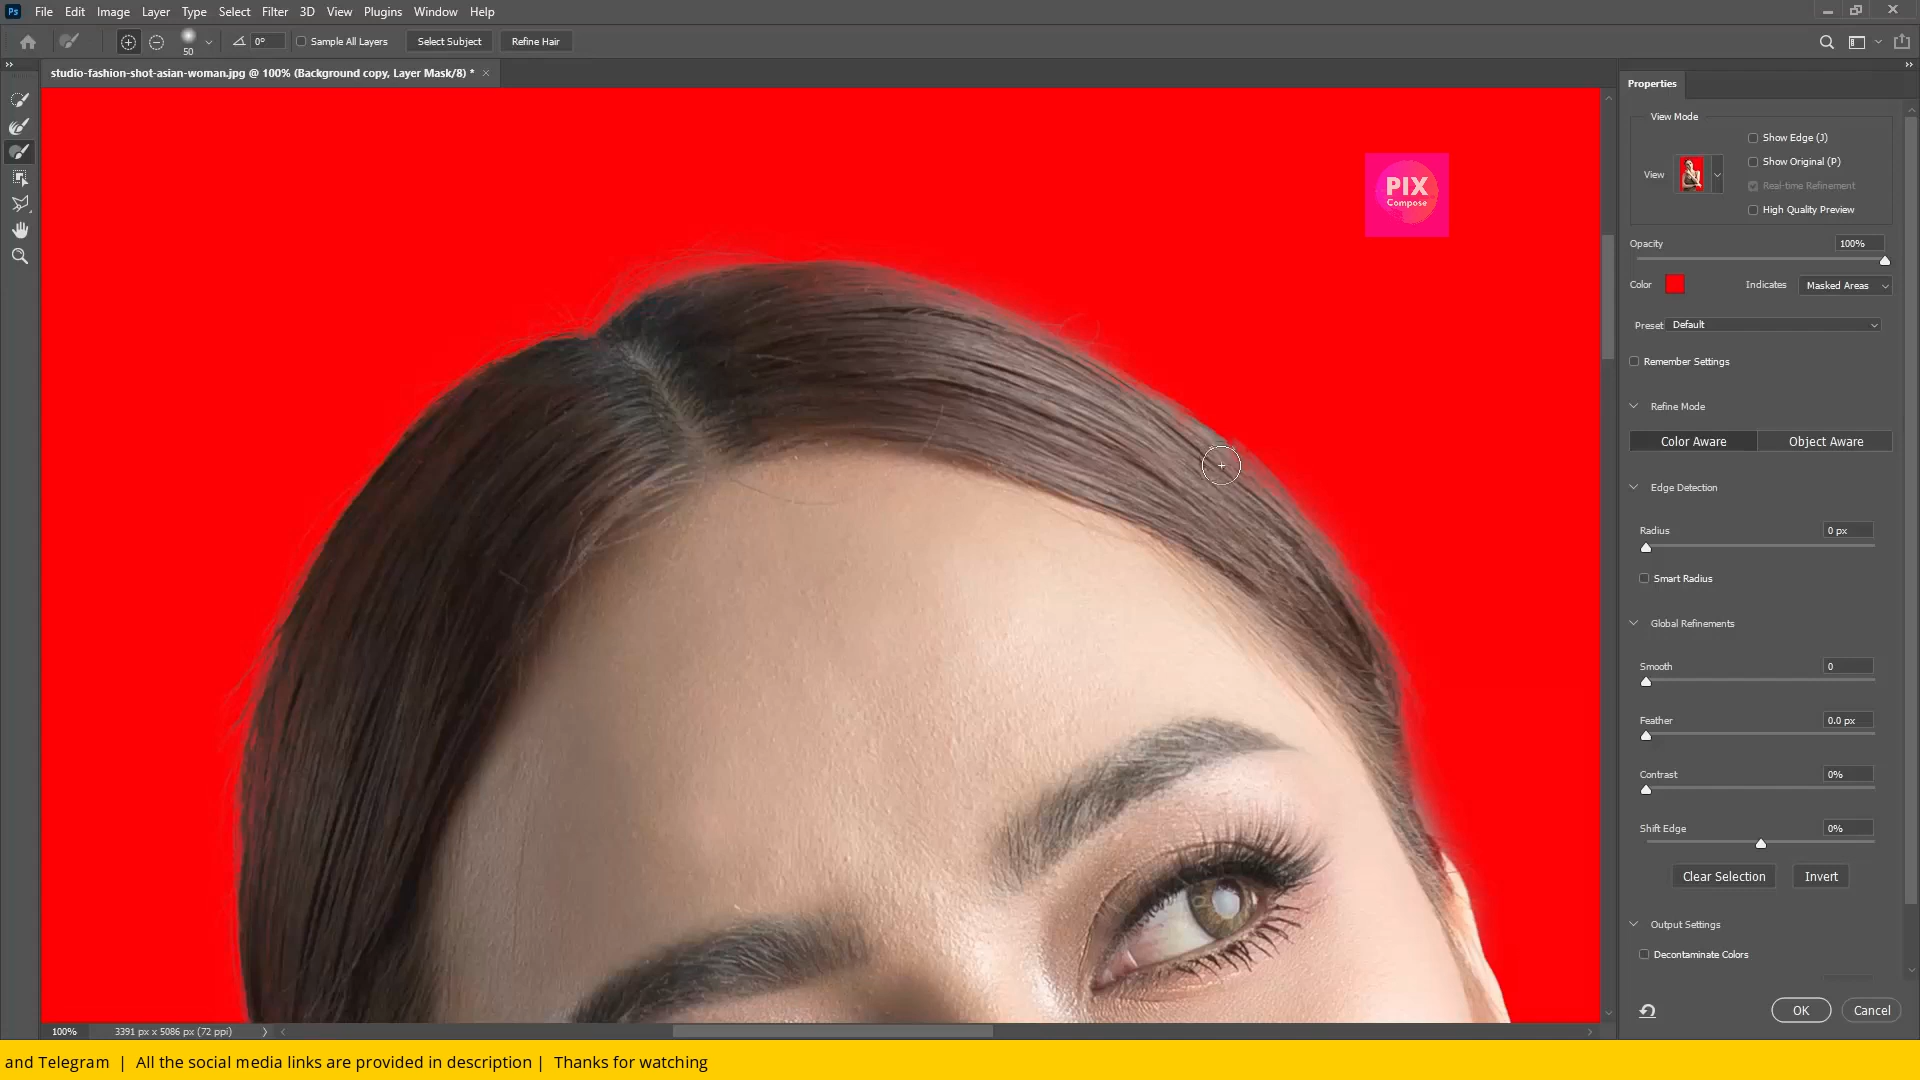 Ps File Edit Image Layer Type Select Filter 3D View Plugins Window Help
50 0° Sample All Layers Select Subject Refine Hair
studio-fashion-shot-asian-woman.jpg @ 100% (Background copy, Layer Mask/8) * ×
Properties
View Mode
Show Edge (J)
Show Original (P)
View
Real-time Refinement
High Quality Preview
Opacity 100%
Color Indicates Masked Areas
Preset Default
Remember Settings
Refine Mode
Color Aware Object Aware
Edge Detection
Radius 0 px
Smart Radius
Global Refinements
Smooth 0
Feather 0.0 px
Contrast 0%
Shift Edge 0%
Clear Selection Invert
Output Settings
Decontaminate Colors
OK Cancel
PIX
Compose
100% 3391 px x 5086 px (72 ppi)
and Telegram | All the social media links are provided in description | Thanks for watching